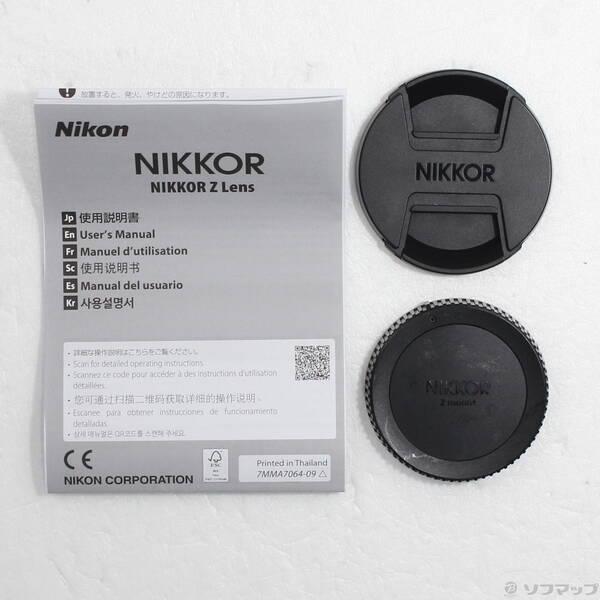 放置すると、発火、やけどの原因になります。
Nikon
NIKKOR
NIKKOR Z Lens
Jp 使用説明書
En User's Manual
Fr Manuel d'utilisation
Sc 使用说明书
Es Manual del usuario
Kr 사용설명서
・詳細な操作説明はこちらをご覧ください。
• Scan for detailed operating instructions
• Scannez ce code pour accéder à des instructions d'utilisation
détaillées.
• 您可通过扫描二维码获取详细的操作说明。
• Escanee para obtener instrucciones de funcionamiento
detalladas.
• 상세 매뉴얼은 QR코드를 스캔해 주세요.
CE
FSC
Printed in Thailand
7MMA7064-09 △
NIKON CORPORATION
NIKKOR
NIKKOR
Z mount
ソフマップ